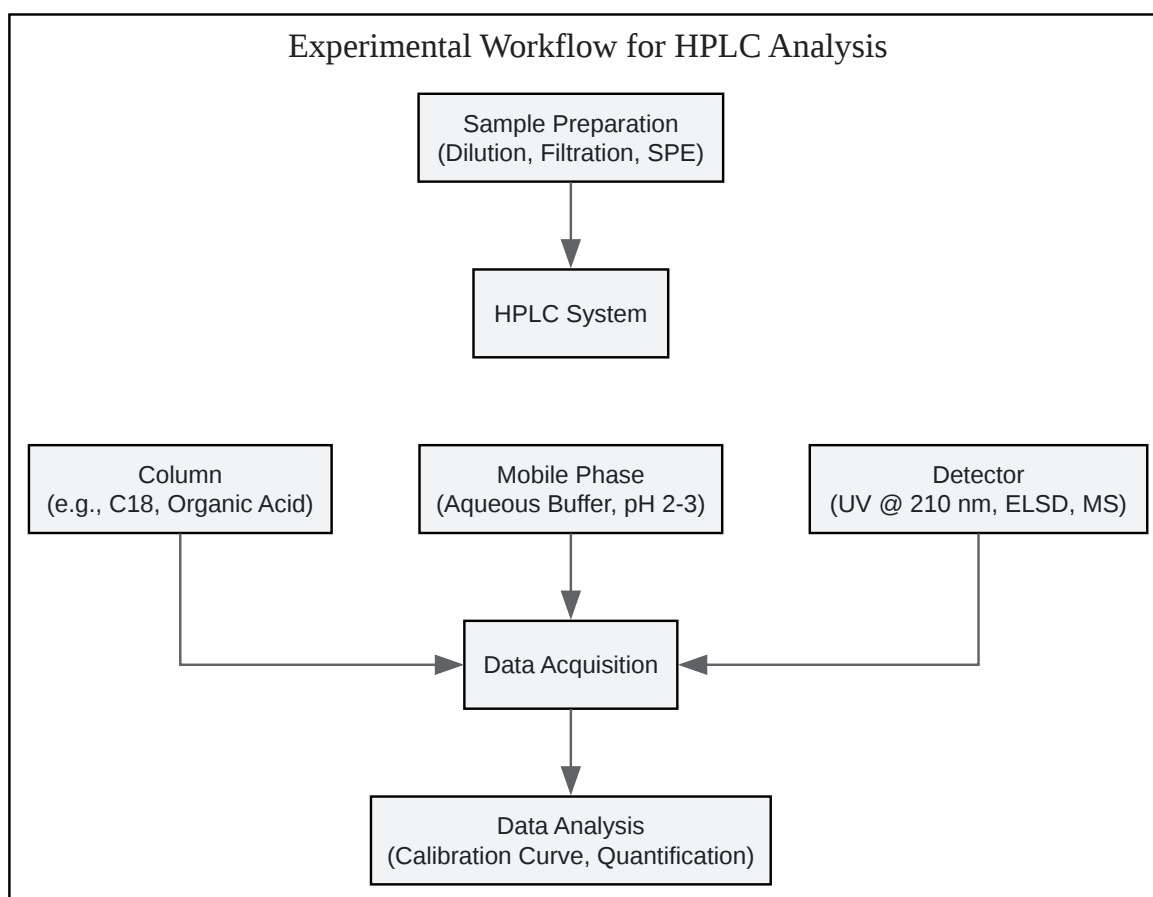 Experimental Workflow for HPLC Analysis
Sample Preparation
(Dilution, Filtration, SPE)
HPLC System
Column
(e.g., C18, Organic Acid)
Mobile Phase
(Aqueous Buffer, pH 2-3)
Detector
(UV @ 210 nm, ELSD, MS)
Data Acquisition
Data Analysis
(Calibration Curve, Quantification)